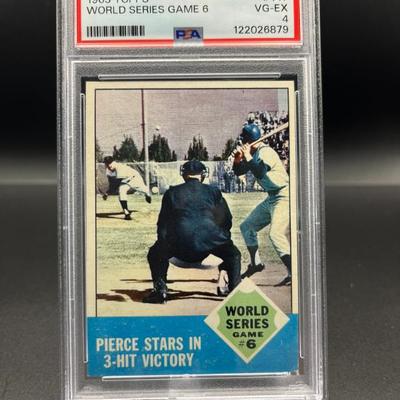 WORLD SERIES GAME 6
VG-EX
4
PSA
122026879
PIERCE STARS IN
3-HIT VICTORY
WORLD
SERIES
GAME
#6